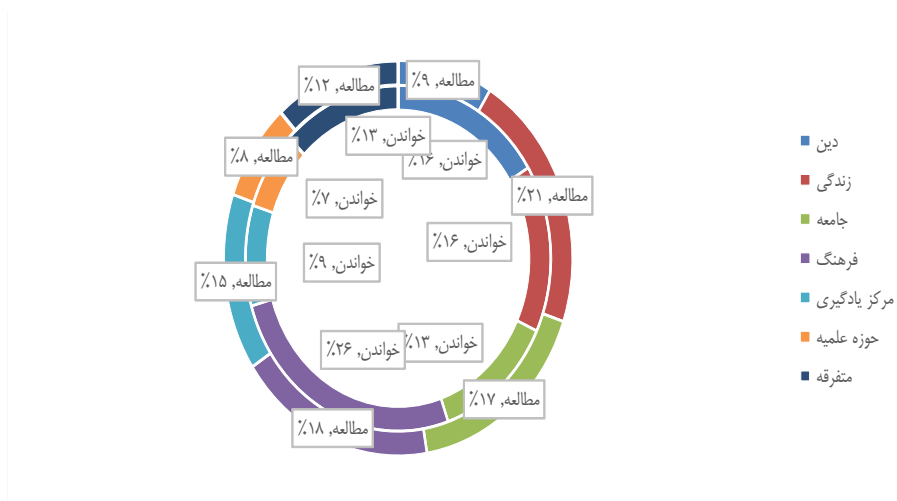 مطالعه, ۹٪
مطالعه, ۲۱٪
مطالعه, ۱۷٪
مطالعه, ۱۸٪
مطالعه, ۱۵٪
مطالعه, ۸٪
مطالعه, ۱۲٪
خواندن, ۱۶٪
خواندن, ۱۶٪
خواندن, ۱۳٪
خواندن, ۲۶٪
خواندن, ۹٪
خواندن, ۷٪
خواندن, ۱۳٪
دین
زندگی
جامعه
فرهنگ
مرکز یادگیری
حوزه علمیه
متفرقه